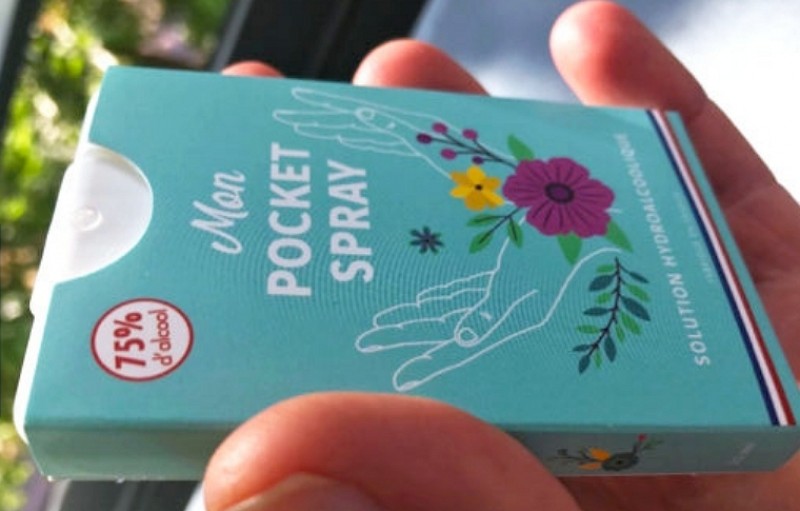 Mon
POCKET
SPRAY
75%
d'alcool
SOLUTION HYDROALCOOLIQUE